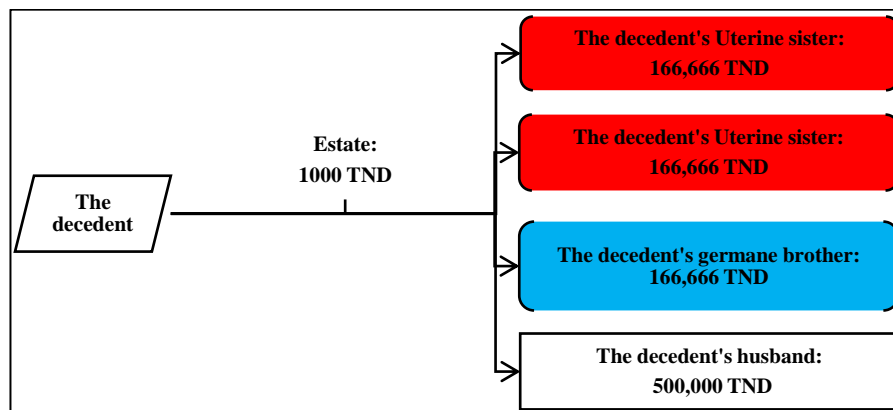 The decedent's Uterine sister:
166,666 TND
Estate:
1000 TND
The decedent's Uterine sister:
166,666 TND
The
decedent
The decedent's germane brother:
166,666 TND
The decedent's husband:
500,000 TND